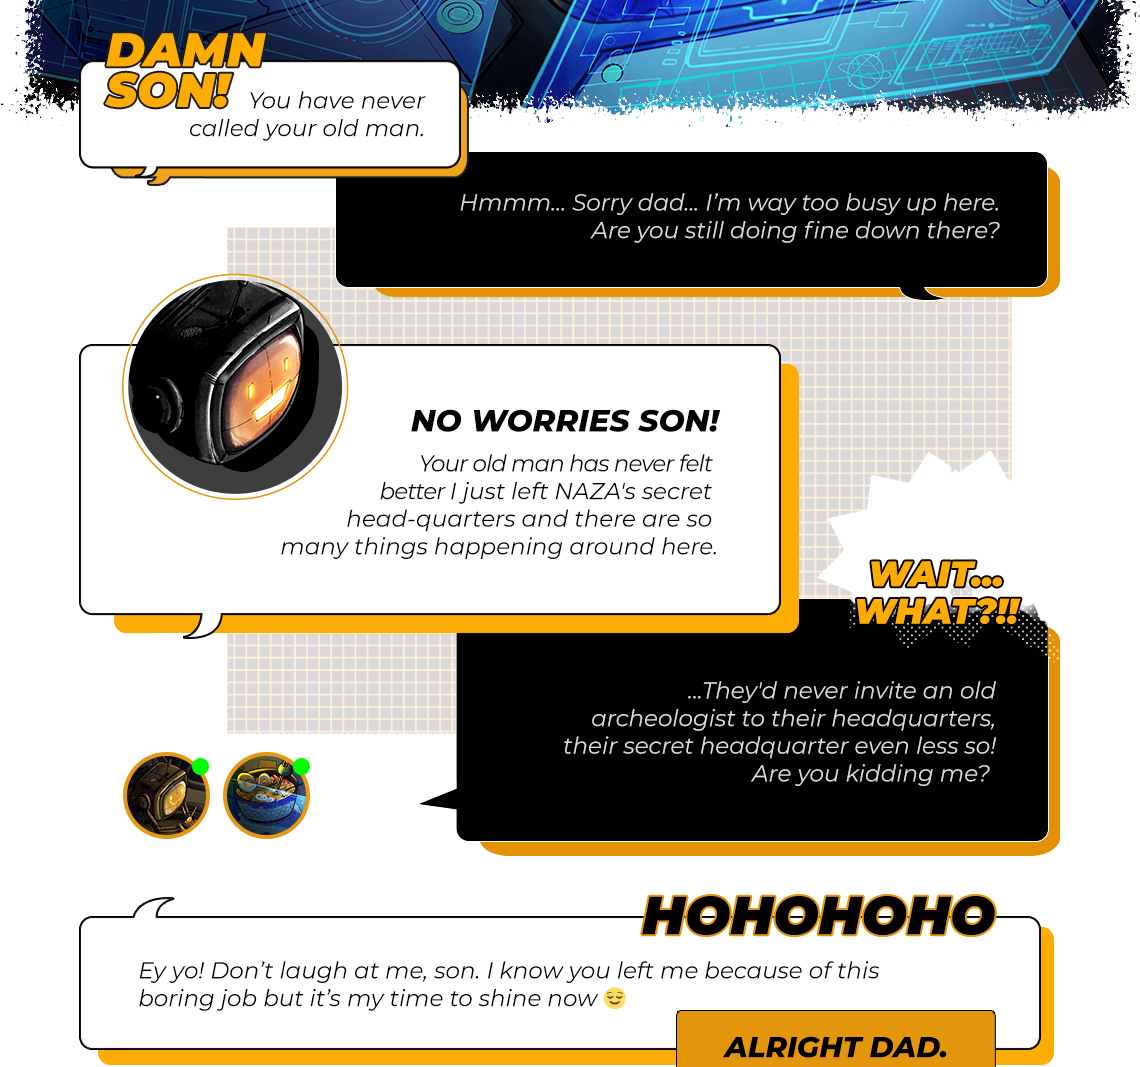 DAMN
SON!
You have never
called your old man.
Hmmm... Sorry dad... I’m way too busy up here.
Are you still doing fine down there?
NO WORRIES SON!
Your old man has never felt
better I just left NAZA's secret
head-quarters and there are so
many things happening around here.
WAIT...
WHAT?!!
...They'd never invite an old
archeologist to their headquarters,
their secret headquarter even less so!
Are you kidding me?
HOHOHOHO
Ey yo! Don’t laugh at me, son. I know you left me because of this
boring job but it’s my time to shine now 😌
ALRIGHT DAD.